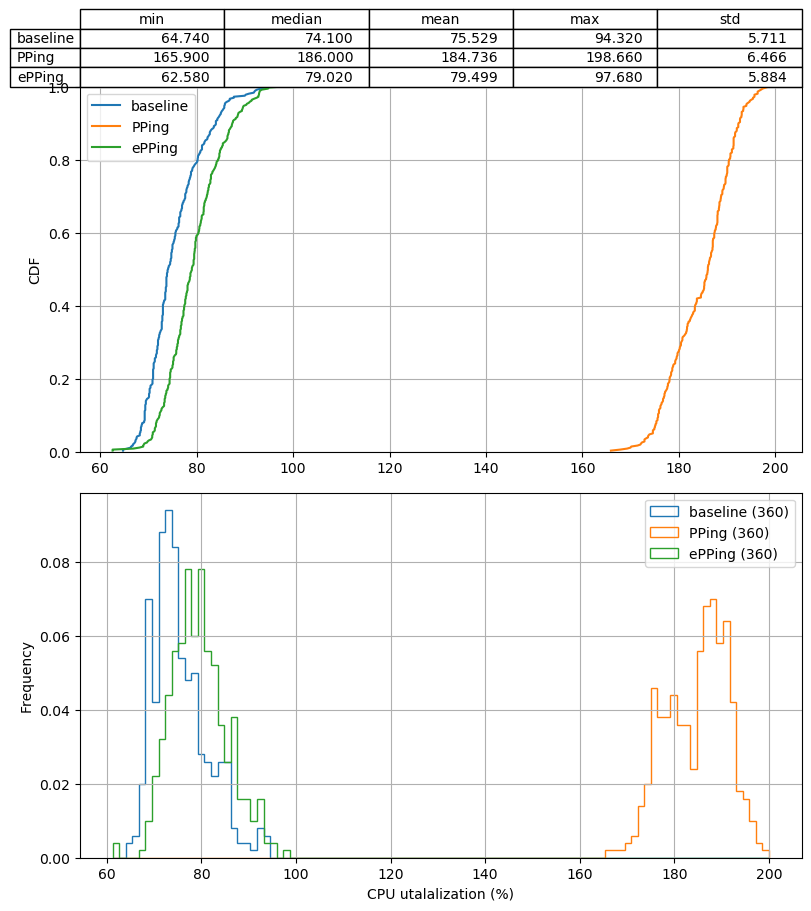 min median mean max std
baseline 64.740 74.100 75.529 94.320 5.711
PPing 165.900 186.000 184.736 198.660 6.466
ePPing 62.580 79.020 79.499 97.680 5.884
1.0
0.8
0.6
0.4
0.2
0.0
CDF
baseline
PPing
ePPing
60 80 100 120 140 160 180 200
0.08
0.06
0.04
0.02
0.00
Frequency
baseline (360)
PPing (360)
ePPing (360)
60 80 100 120 140 160 180 200
CPU utalalization (%)